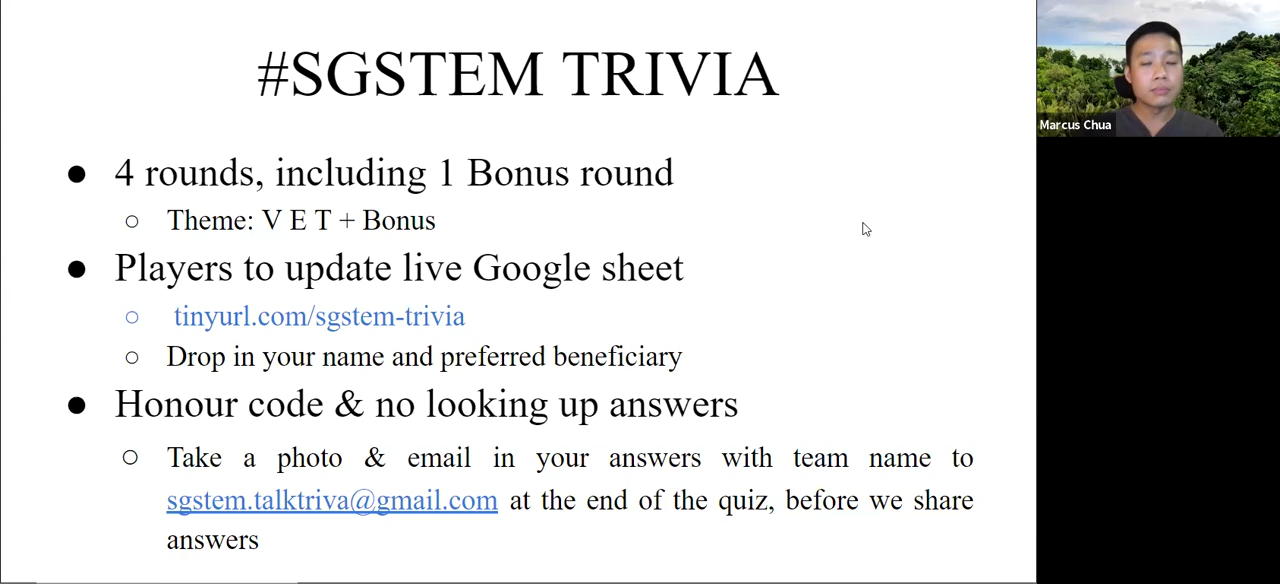 #SGSTEM TRIVIA
Marcus Chua
● 4 rounds, including 1 Bonus round
○ Theme: V E T + Bonus
● Players to update live Google sheet
○ tinyurl.com/sgstem-trivia
○ Drop in your name and preferred beneficiary
● Honour code & no looking up answers
○ Take a photo & email in your answers with team name to
sgstem.talktriva@gmail.com at the end of the quiz, before we share
answers